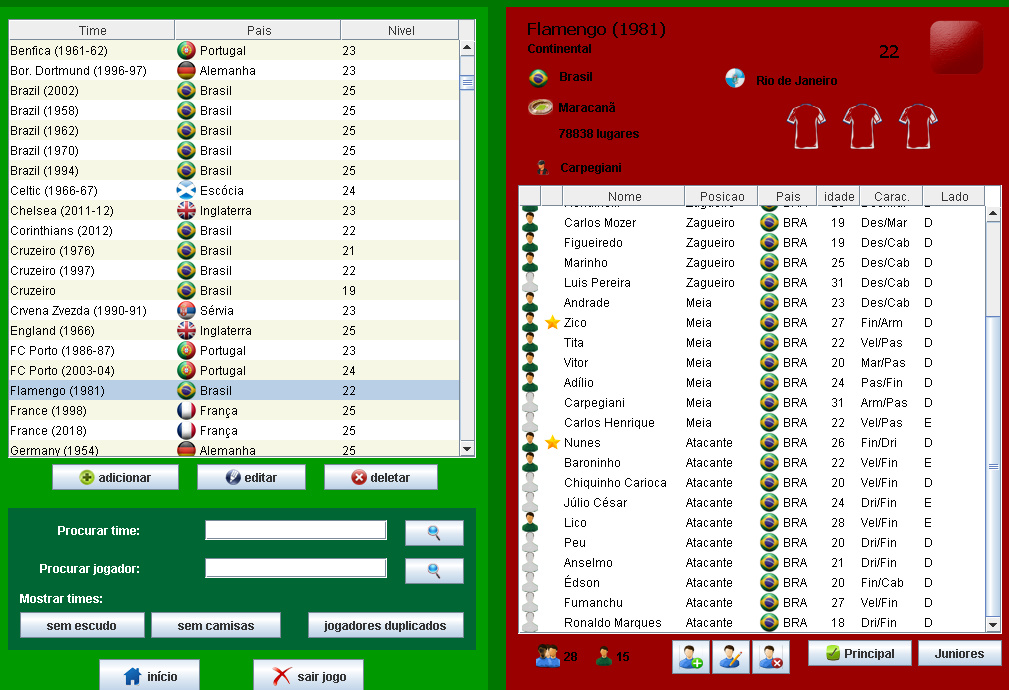 Time Pais Nivel
Benfica (1961-62) Portugal 23
Bor. Dortmund (1996-97) Alemanha 23
Brazil (2002) Brasil 25
Brazil (1958) Brasil 25
Brazil (1962) Brasil 25
Brazil (1970) Brasil 25
Brazil (1994) Brasil 25
Celtic (1966-67) Escócia 24
Chelsea (2011-12) Inglaterra 23
Corinthians (2012) Brasil 22
Cruzeiro (1976) Brasil 21
Cruzeiro (1997) Brasil 22
Cruzeiro Brasil 19
Crvena Zvezda (1990-91) Sérvia 23
England (1966) Inglaterra 25
FC Porto (1986-87) Portugal 23
FC Porto (2003-04) Portugal 24
Flamengo (1981) Brasil 22
France (1998) França 25
France (2018) França 25
Germany (1954) Alemanha 25
adicionar editar deletar
Procurar time:
Procurar jogador:
Mostrar times:
sem escudo sem camisas jogadores duplicados
início sair jogo
Flamengo (1981)
Continental
22
Brasil Rio de Janeiro
Maracanã
78838 lugares
Carpegiani
Nome Posicao Pais idade Carac. Lado
Carlos Mozer Zagueiro BRA 19 Des/Mar D
Figueiredo Zagueiro BRA 19 Des/Cab D
Marinho Zagueiro BRA 25 Des/Cab D
Luis Pereira Zagueiro BRA 31 Des/Cab D
Andrade Meia BRA 23 Des/Cab D
Zico Meia BRA 27 Fin/Arm D
Tita Meia BRA 22 Vel/Pas D
Vitor Meia BRA 20 Mar/Pas D
Adílio Meia BRA 24 Pas/Fin D
Carpegiani Meia BRA 31 Arm/Pas D
Carlos Henrique Meia BRA 22 Vel/Pas E
Nunes Atacante BRA 26 Fin/Dri D
Baroninho Atacante BRA 22 Vel/Fin E
Chiquinho Carioca Atacante BRA 20 Vel/Fin D
Júlio César Atacante BRA 24 Dri/Fin E
Lico Atacante BRA 28 Vel/Fin E
Peu Atacante BRA 20 Dri/Fin D
Anselmo Atacante BRA 21 Dri/Fin D
Édson Atacante BRA 20 Fin/Cab D
Fumanchu Atacante BRA 27 Vel/Fin D
Ronaldo Marques Atacante BRA 18 Dri/Fin D
28 15 Principal Juniores